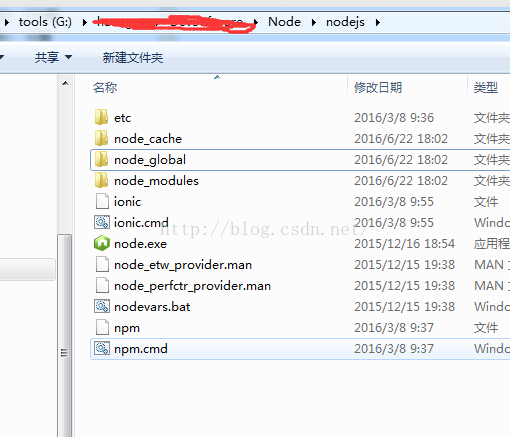 tools (G:) Node nodejs
共享 新建文件夹
名称 修改日期 类型
etc 2016/3/8 9:36 文件夹
node_cache 2016/6/22 18:02 文件夹
node_global 2016/6/22 18:02 文件夹
node_modules 2016/6/22 18:02 文件夹
ionic 2016/3/8 9:55 文件
ionic.cmd 2016/3/8 9:55 Windo
http://blog.csdn.net/
node.exe 2015/12/16 18:54 应用程
node_etw_provider.man 2015/12/15 19:38 MAN
node_perfctr_provider.man 2015/12/15 19:38 MAN
nodevars.bat 2015/12/15 19:38 Windo
npm 2016/3/8 9:37 文件
npm.cmd 2016/3/8 9:37 Windo